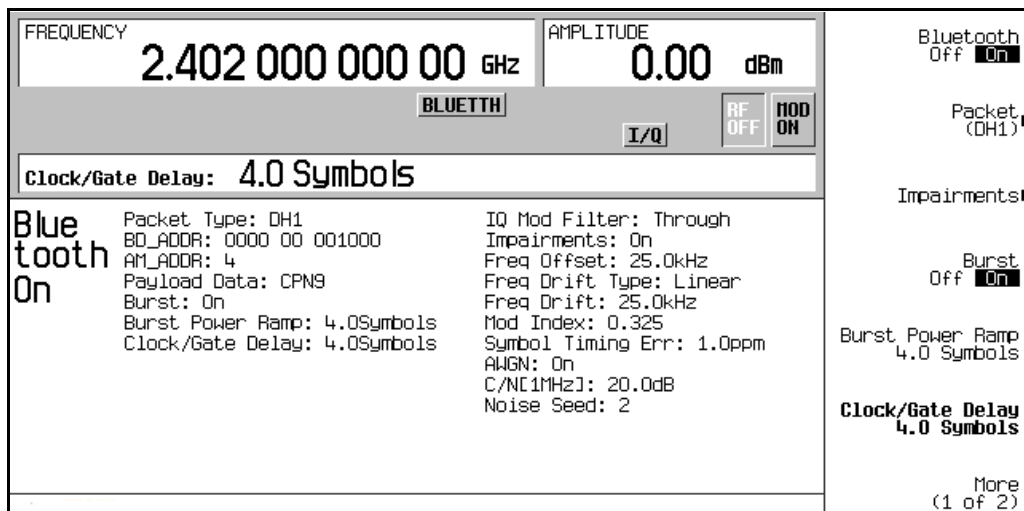 FREQUENCY
2.402 000 000 00 GHz
AMPLITUDE
0.00 dBm
BLUETTH
I/Q
RF OFF
MOD ON
Clock/Gate Delay: 4.0 Symbols
Blue
tooth
On
Packet Type: DH1
BD_ADDR: 0000 00 001000
AM_ADDR: 4
Payload Data: CPN9
Burst: On
Burst Power Ramp: 4.0Symbols
Clock/Gate Delay: 4.0Symbols
IQ Mod Filter: Through
Impairments: On
Freq Offset: 25.0kHz
Freq Drift Type: Linear
Freq Drift: 25.0kHz
Mod Index: 0.325
Symbol Timing Err: 1.0ppm
AWGN: On
C/N[1MHz]: 20.0dB
Noise Seed: 2
Bluetooth
Off On
Packet
(DH1)
Impairments
Burst
Off On
Burst Power Ramp
4.0 Symbols
Clock/Gate Delay
4.0 Symbols
More
(1 of 2)